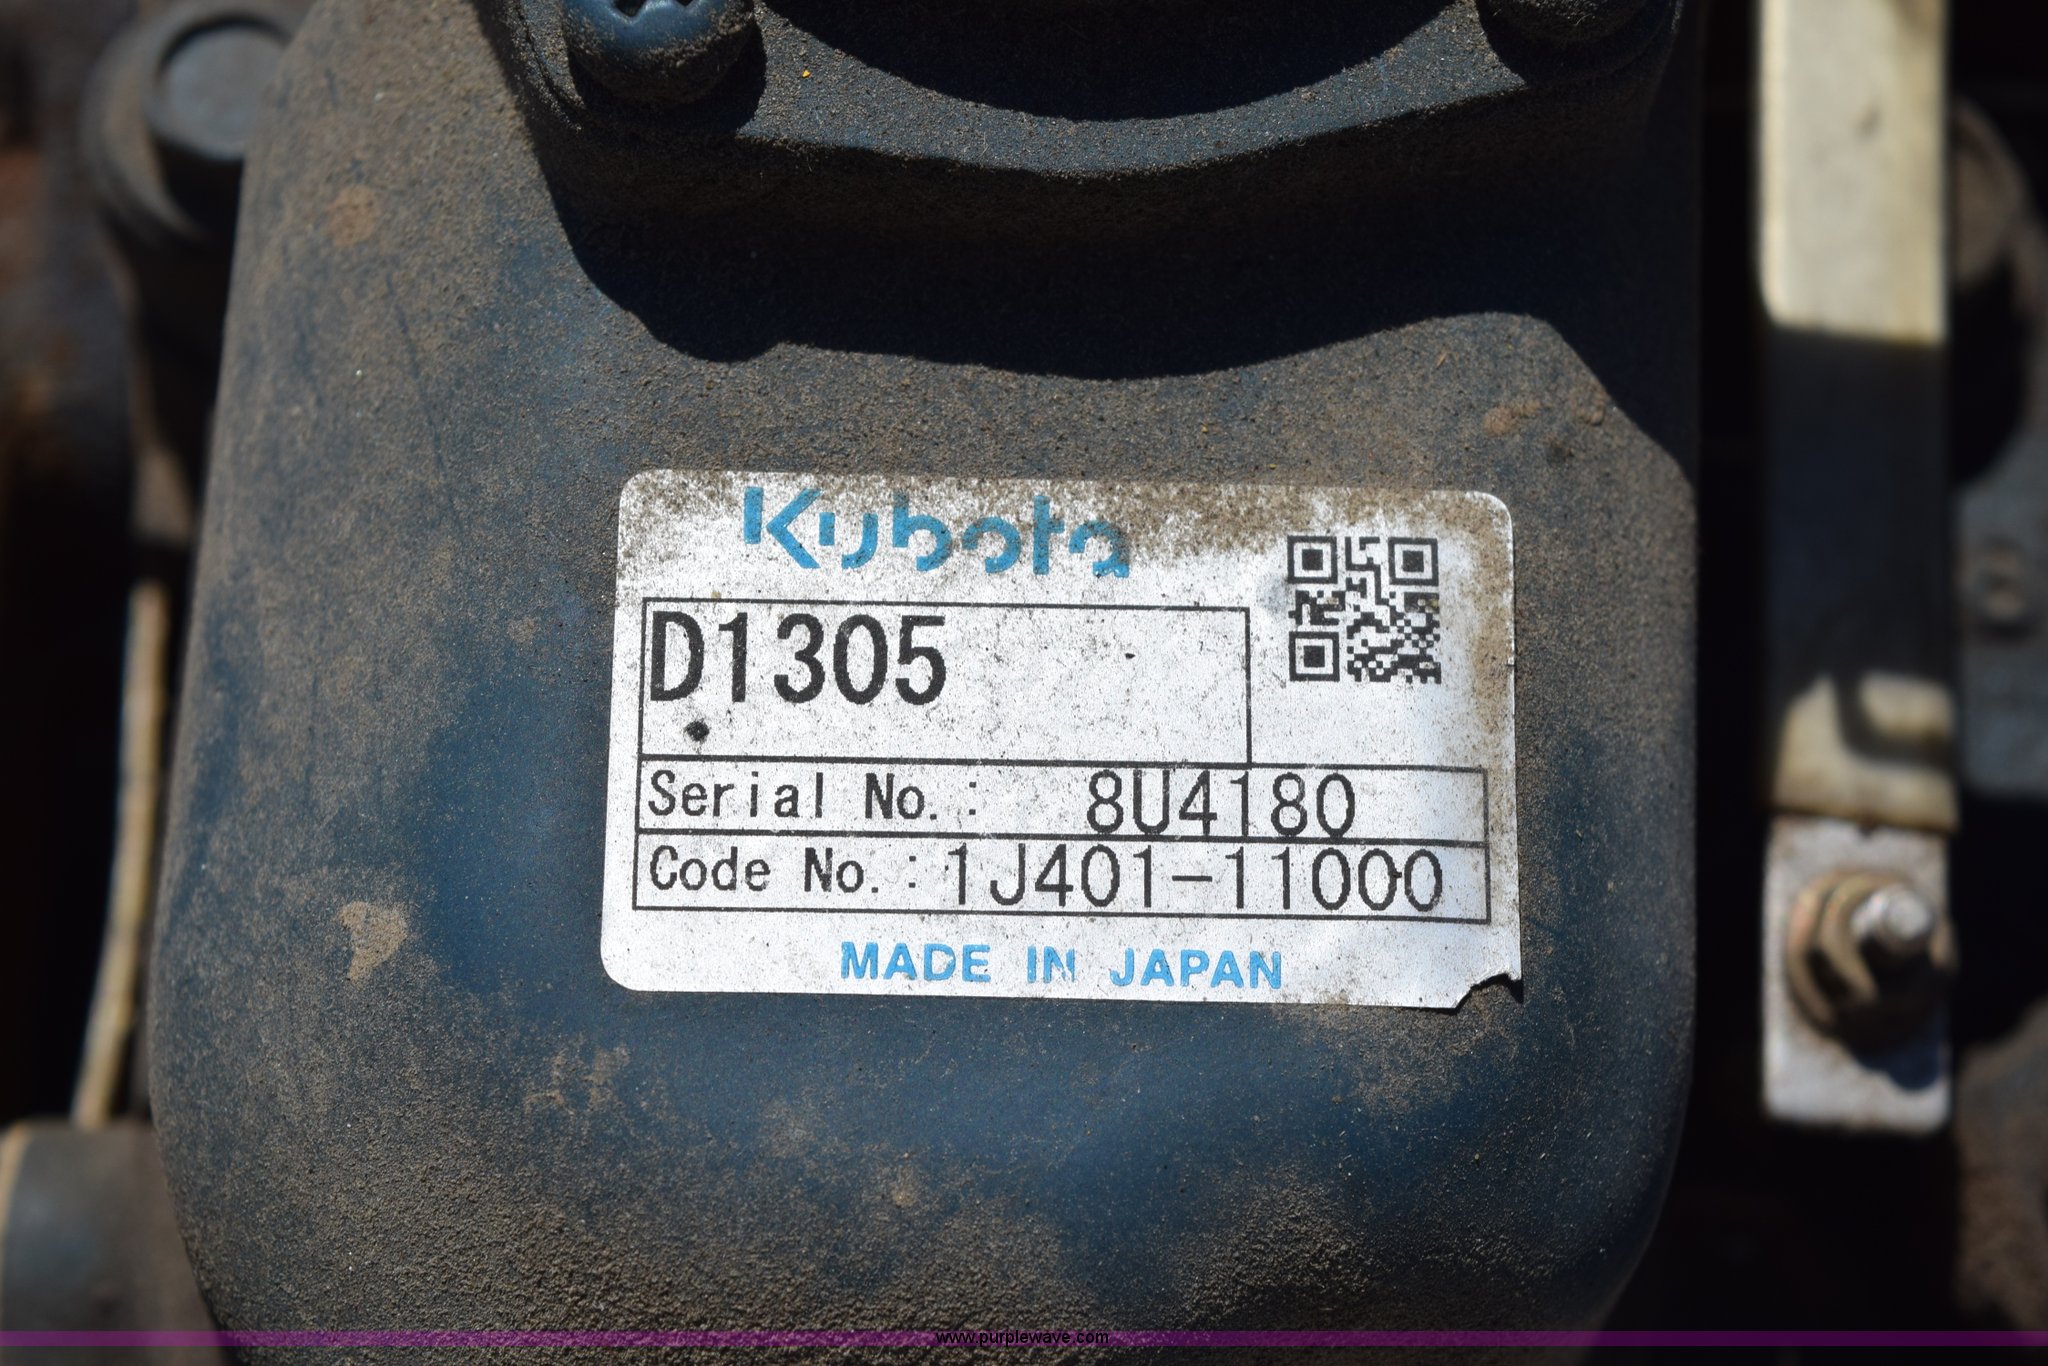 Kubota
D1305
Serial No.: 8U4180
Code No.: 1J401-11000
MADE IN JAPAN
www.purplewave.com